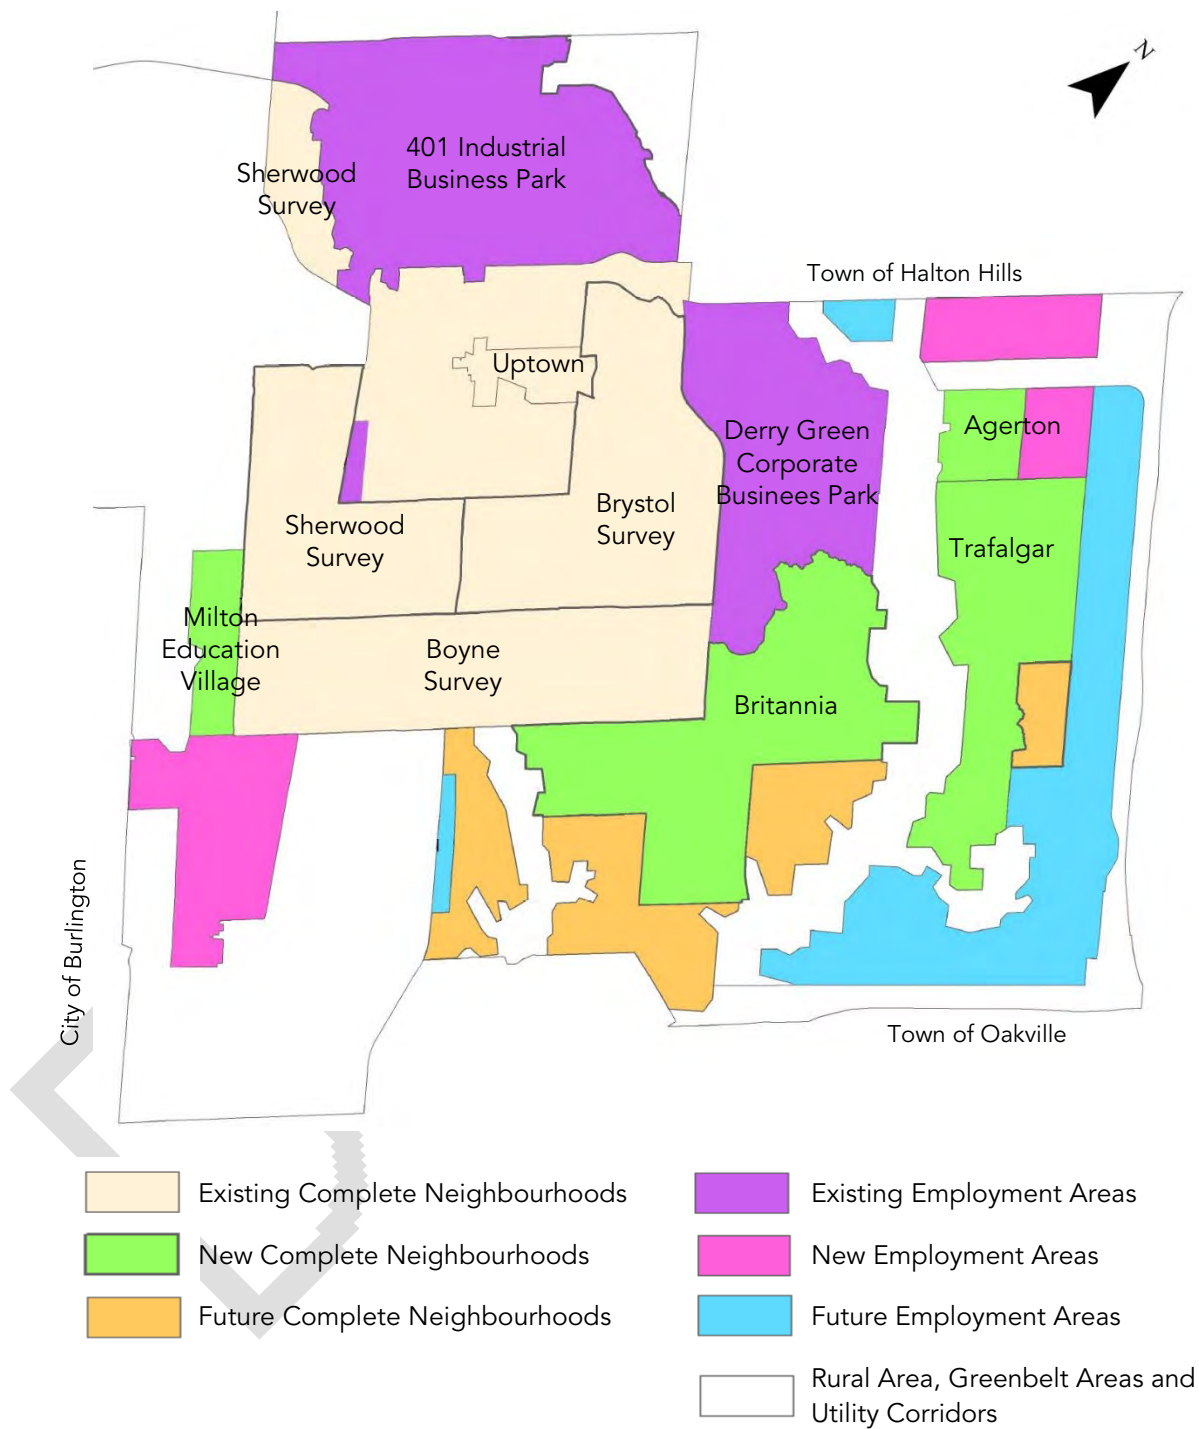 N
401 Industrial
Business Park
Sherwood
Survey
Town of Halton Hills
Uptown
Derry Green
Corporate
Businees Park
Agerton
Brystol
Survey
Sherwood
Survey
Trafalgar
Milton
Education
Village
Boyne
Survey
Britannia
City of Burlington
Town of Oakville
Existing Complete Neighbourhoods
New Complete Neighbourhoods
Future Complete Neighbourhoods
Existing Employment Areas
New Employment Areas
Future Employment Areas
Rural Area, Greenbelt Areas and
Utility Corridors